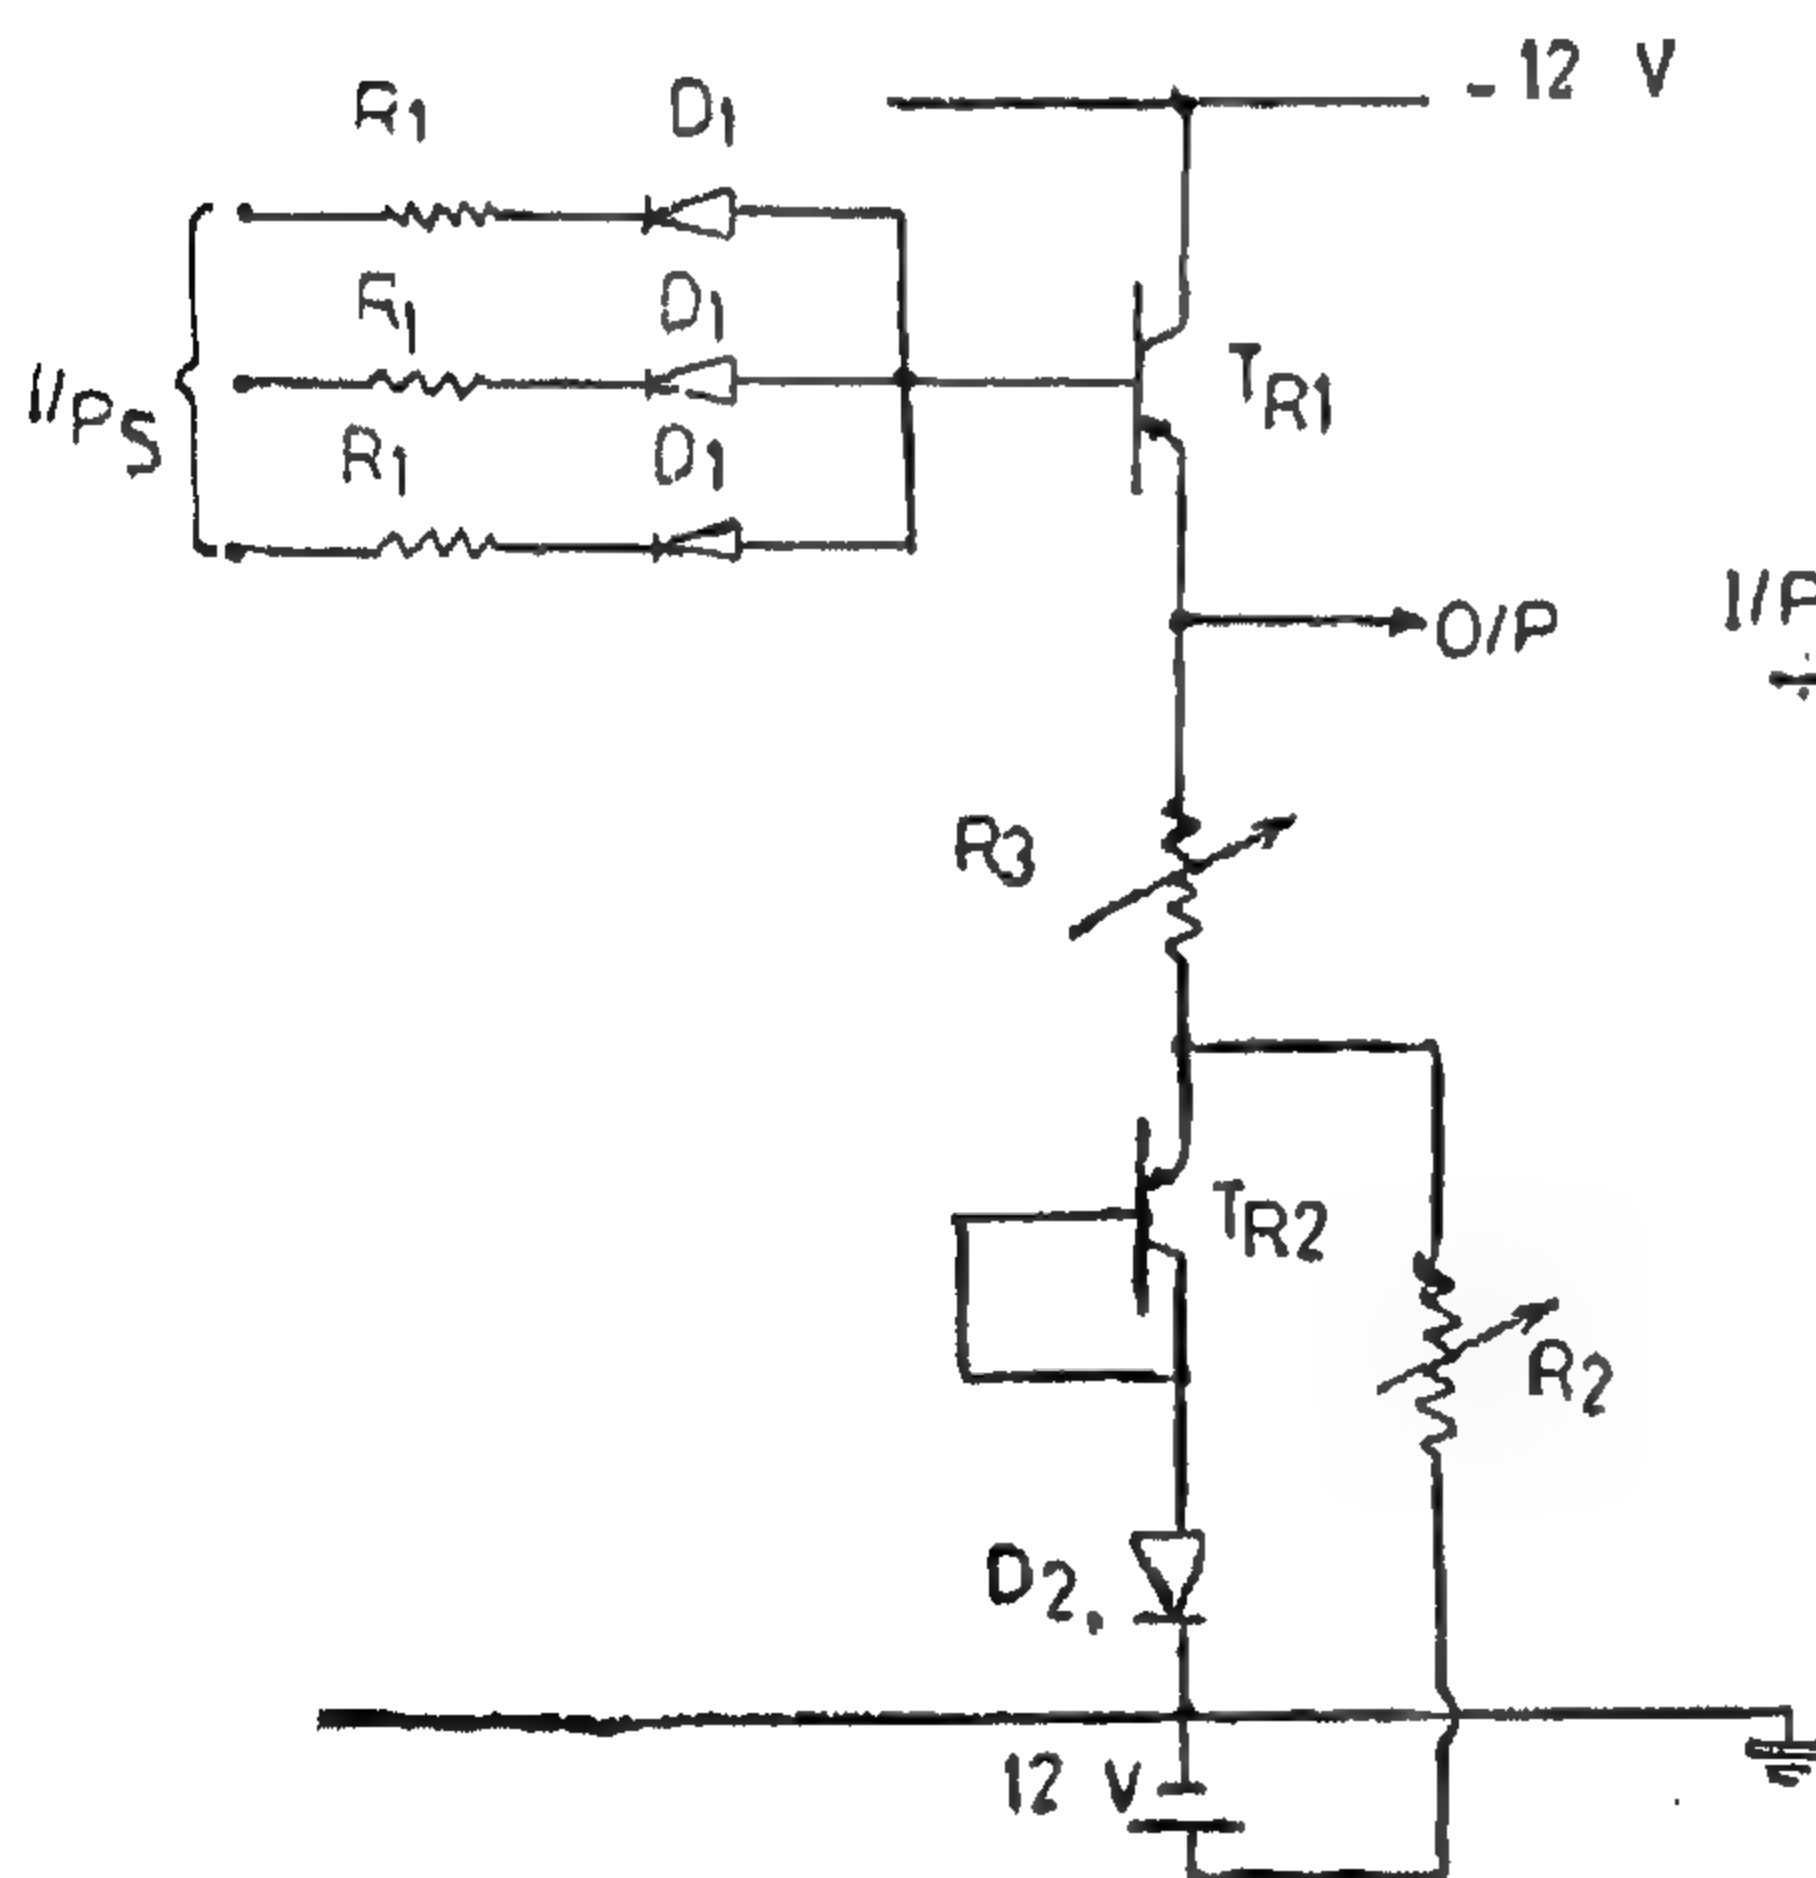 R1
D1
- 12 V
R1
D1
I/Ps
TR1
R1
D1
O/P
I/P
R3
TR2
R2
D2.
12 V